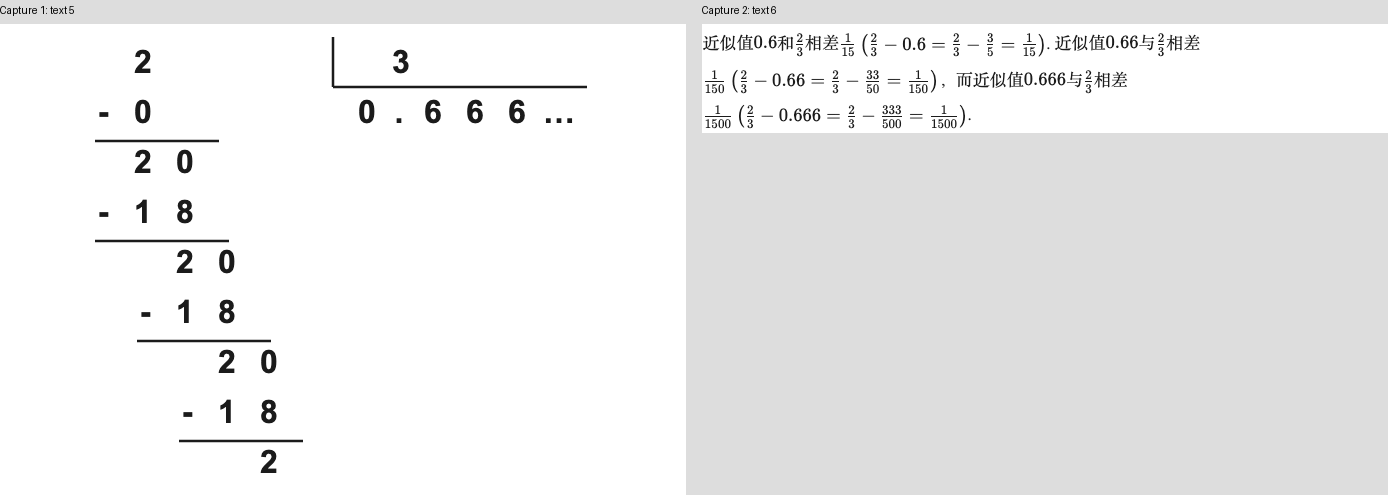 Capture 1: text 5
2 3
- 0 0 . 6 6 6 ...
2 0
- 1 8
2 0
- 1 8
2 0
- 1 8
2
Capture 2: text 6
近似值0.6和2/3相差1/15 (2/3 − 0.6 = 2/3 − 3/5 = 1/15). 近似值0.66与2/3相差
1/150 (2/3 − 0.66 = 2/3 − 33/50 = 1/150)，而近似值0.666与2/3相差
1/1500 (2/3 − 0.666 = 2/3 − 333/500 = 1/1500).